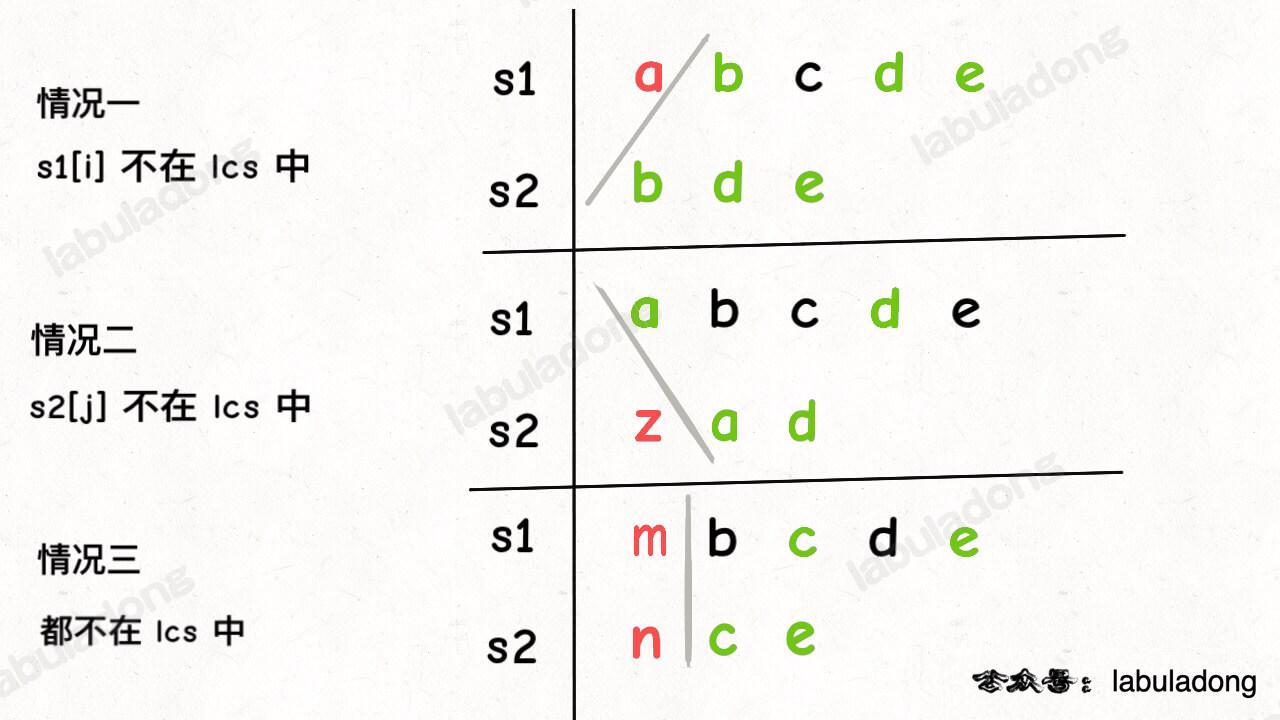 情况一
s1[i] 不在 lcs 中
s1 a b c d e
s2 b d e
情况二
s2[j] 不在 lcs 中
s1 a b c d e
s2 z a d
情况三
都不在 lcs 中
s1 m b c d e
s2 n c e
公众号： labuladong
labuladong
labuladong
labuladong
labuladong
labuladong